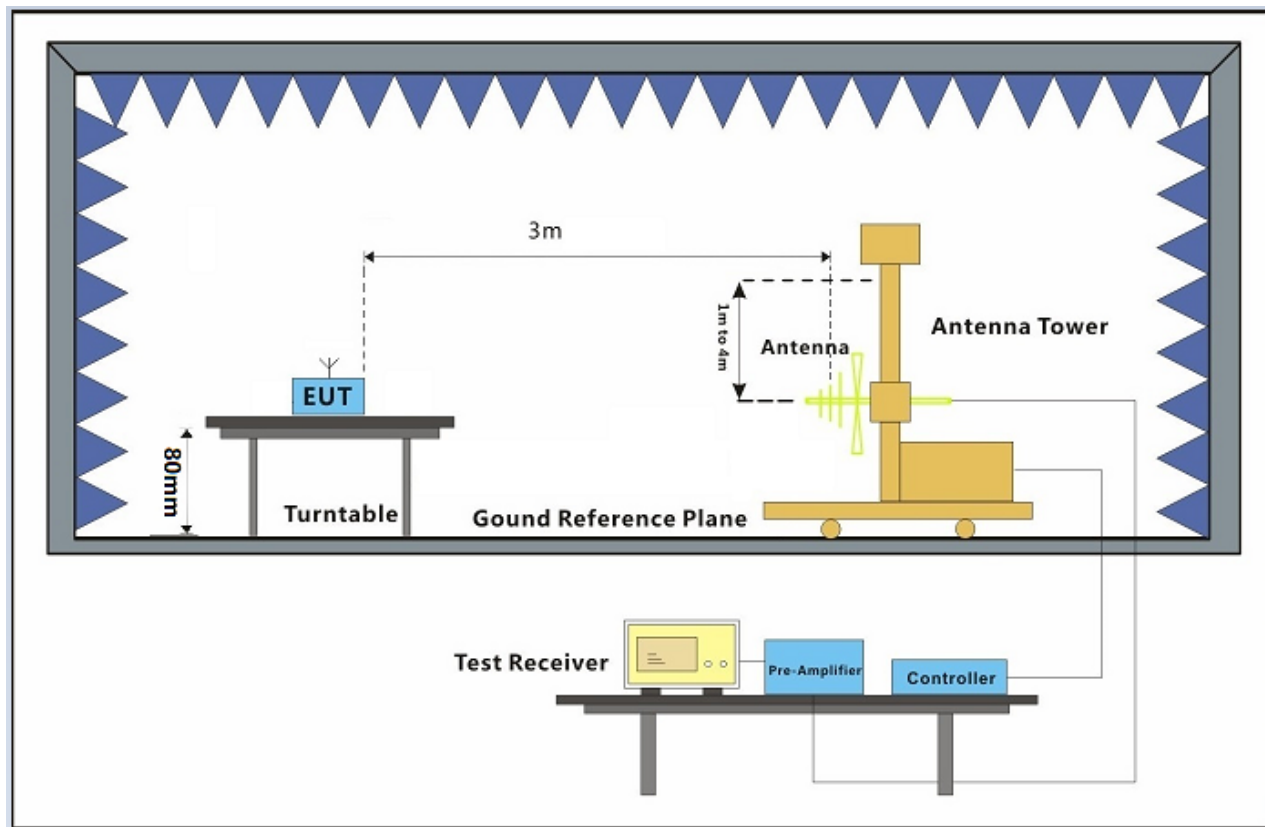 3m
1m to 4m
Antenna Tower
Antenna
EUT
80mm
Turntable
Gound Reference Plane
Test Receiver
Pre-Amplifier
Controller